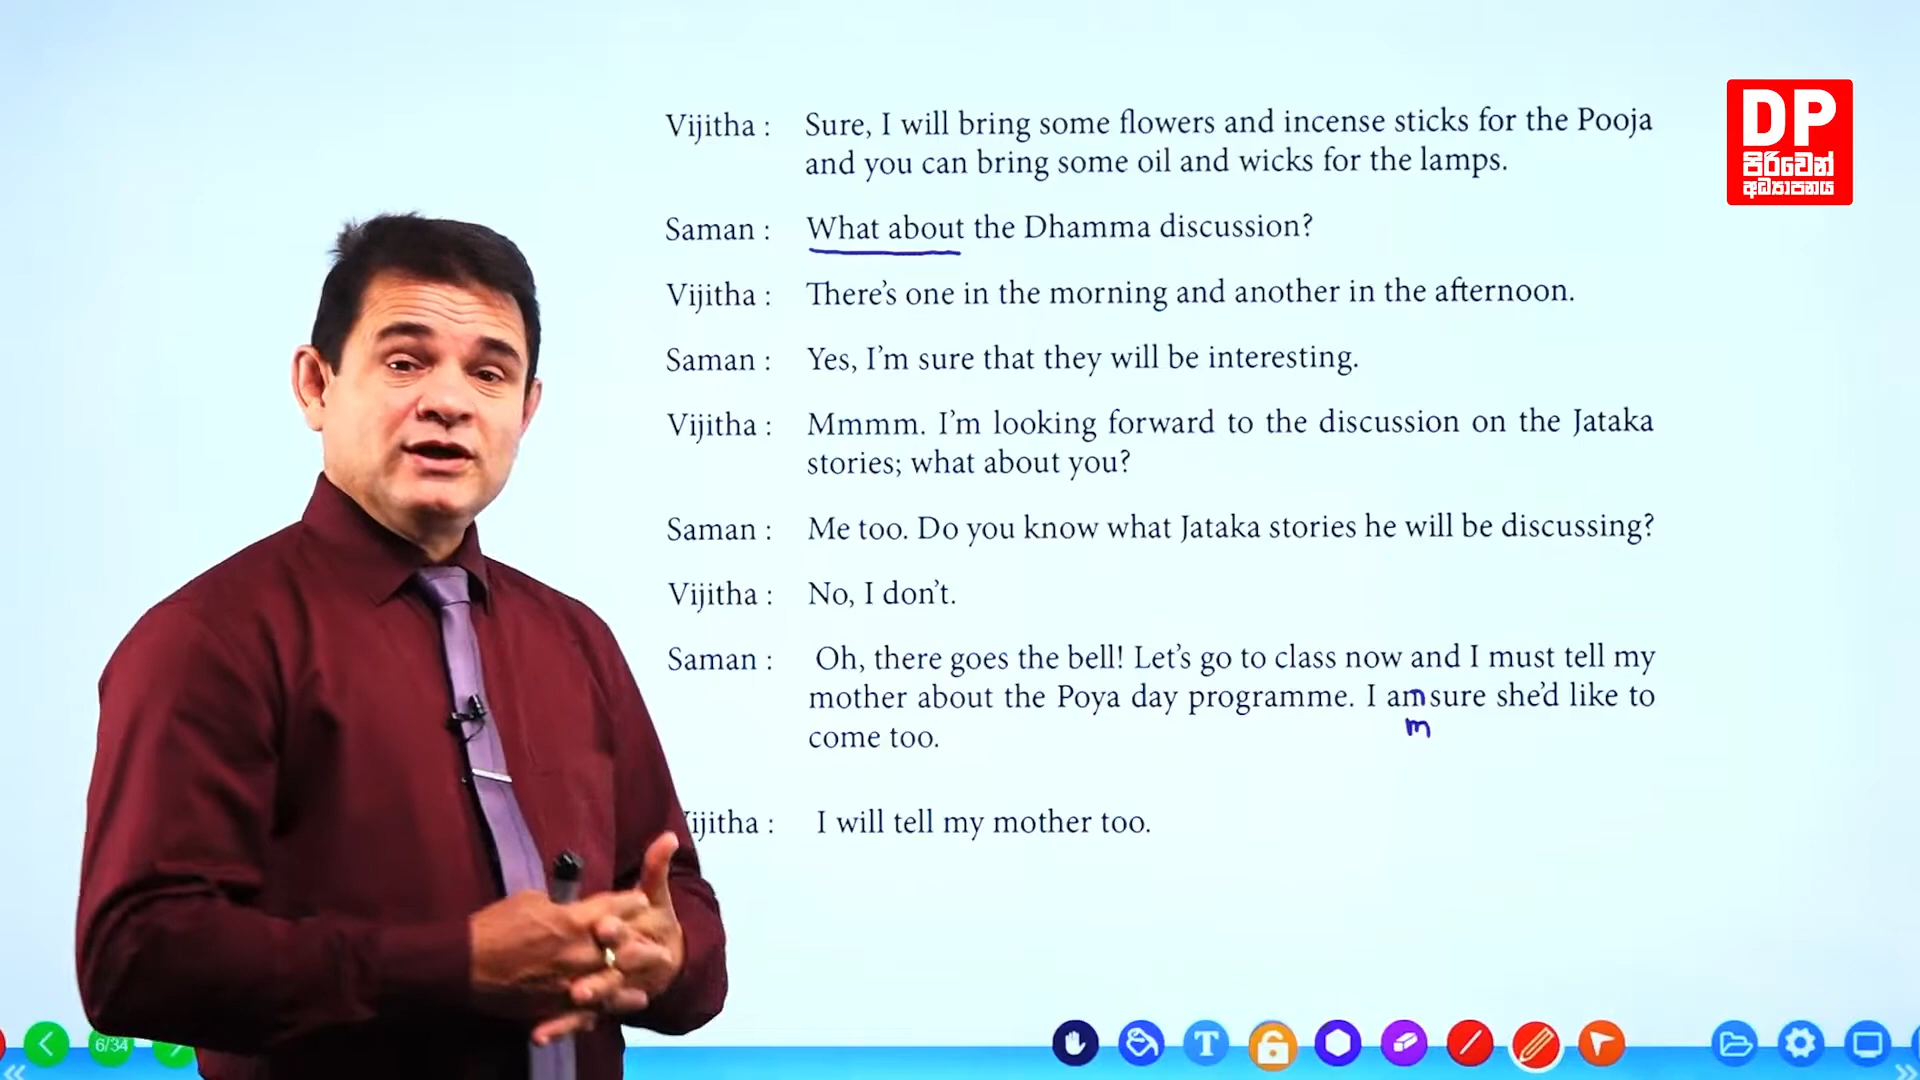 Vijitha : Sure, I will bring some flowers and incense sticks for the Pooja
and you can bring some oil and wicks for the lamps.
Saman : What about the Dhamma discussion?
Vijitha : There's one in the morning and another in the afternoon.
Saman : Yes, I'm sure that they will be interesting.
Vijitha : Mmmm. I'm looking forward to the discussion on the Jataka
stories; what about you?
Saman : Me too. Do you know what Jataka stories he will be discussing?
Vijitha : No, I don't.
Saman : Oh, there goes the bell! Let's go to class now and I must tell my
mother about the Poya day programme. I am sure she'd like to
m
come too.
ijitha : I will tell my mother too.
DP
පිරිවෙන්
අධ්‍යාපනය
6/34
T